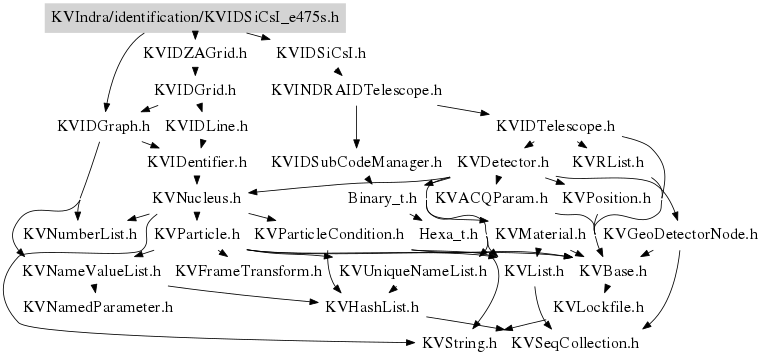 KVIndra/identification/KVIDSiCsI_e475s.h
KVIDZAGrid.h
KVIDSiCsI.h
KVIDGrid.h
KVINDRAIDTelescope.h
KVIDGraph.h
KVIDLine.h
KVIDTelescope.h
KVIDentifier.h
KVIDSubCodeManager.h
KVDetector.h
KVRList.h
KVNucleus.h
Binary_t.h
KVACQParam.h
KVPosition.h
KVNumberList.h
KVParticle.h
KVParticleCondition.h
Hexa_t.h
KVMaterial.h
KVGeoDetectorNode.h
KVNameValueList.h
KVFrameTransform.h
KVUniqueNameList.h
KVList.h
KVBase.h
KVNamedParameter.h
KVHashList.h
KVLockfile.h
KVString.h
KVSeqCollection.h